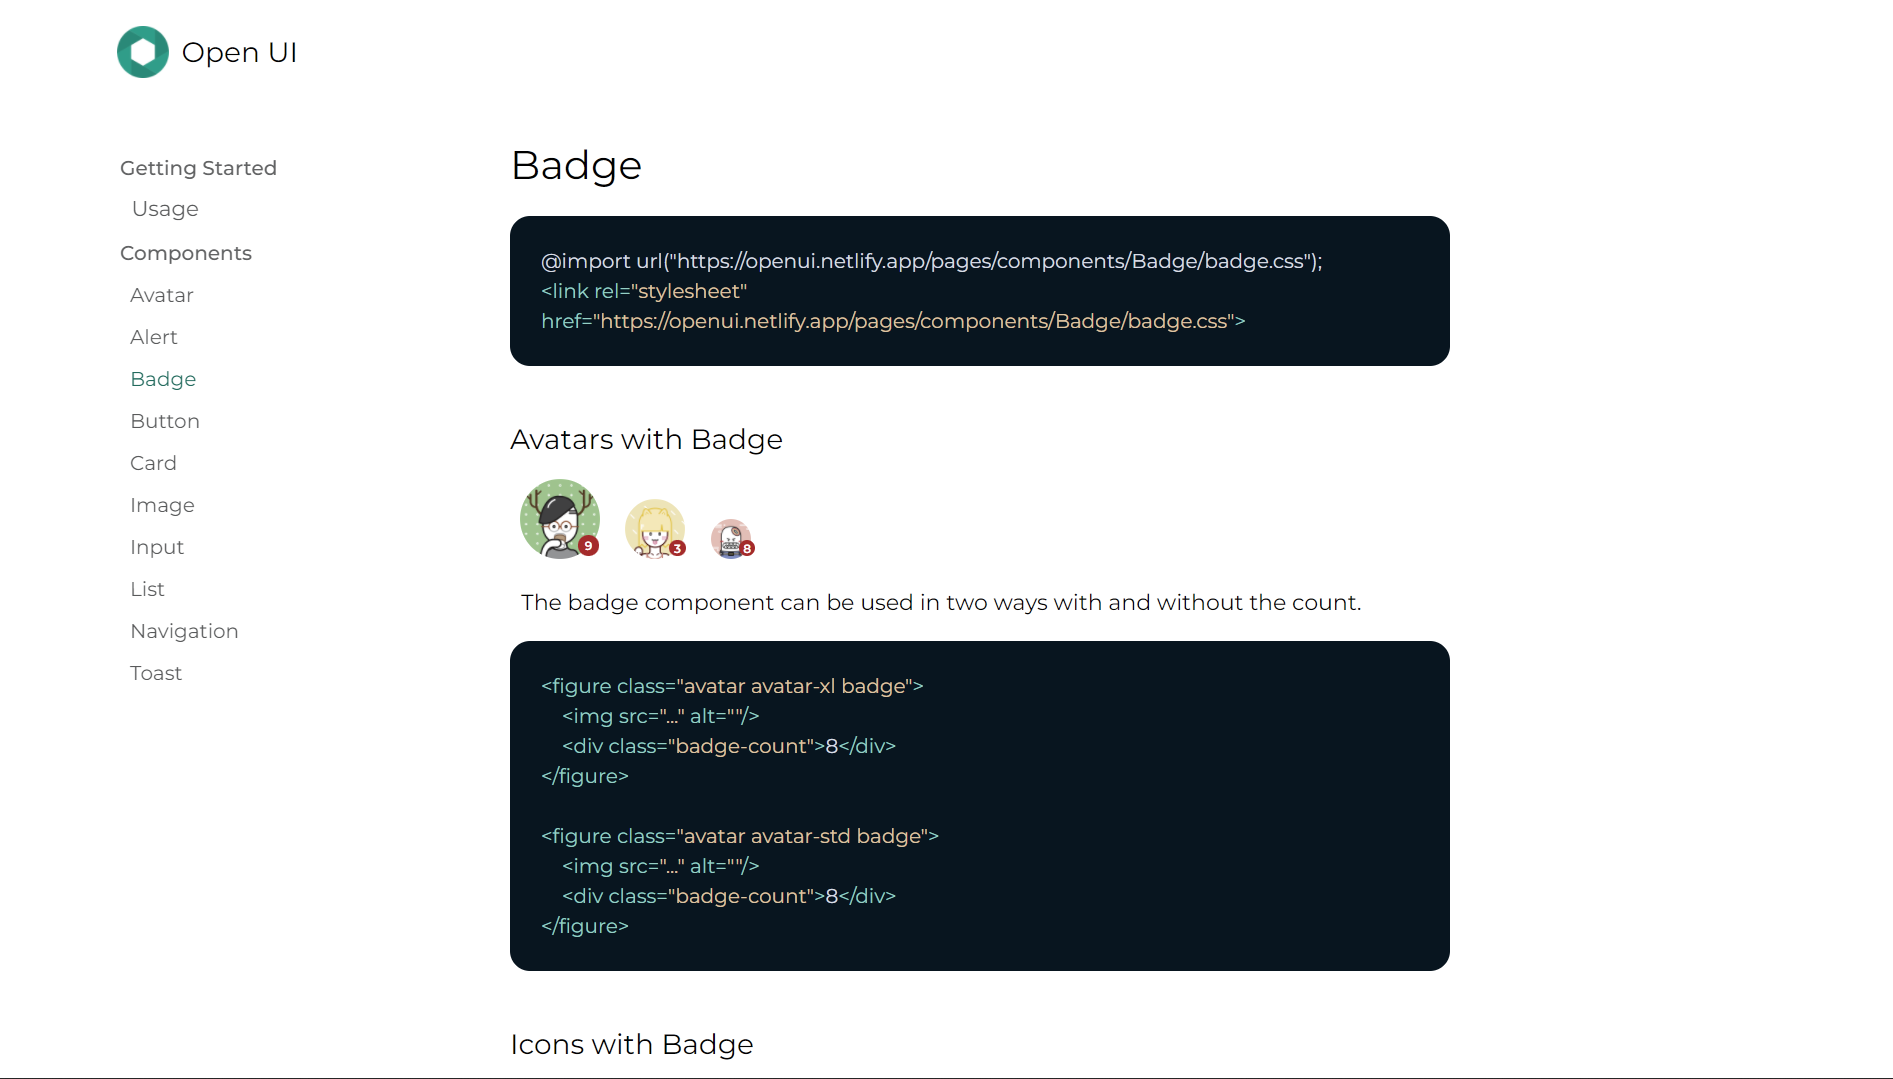 Open UI
Getting Started
Usage
Components
Avatar
Alert
Badge
Button
Card
Image
Input
List
Navigation
Toast
Badge
@import url("https://openui.netlify.app/pages/components/Badge/badge.css");
<link rel="stylesheet"
href="https://openui.netlify.app/pages/components/Badge/badge.css">
Avatars with Badge
9
3
8
The badge component can be used in two ways with and without the count.
<figure class="avatar avatar-xl badge">
<img src="..." alt=""/>
<div class="badge-count">8</div>
</figure>
<figure class="avatar avatar-std badge">
<img src="..." alt=""/>
<div class="badge-count">8</div>
</figure>
Icons with Badge